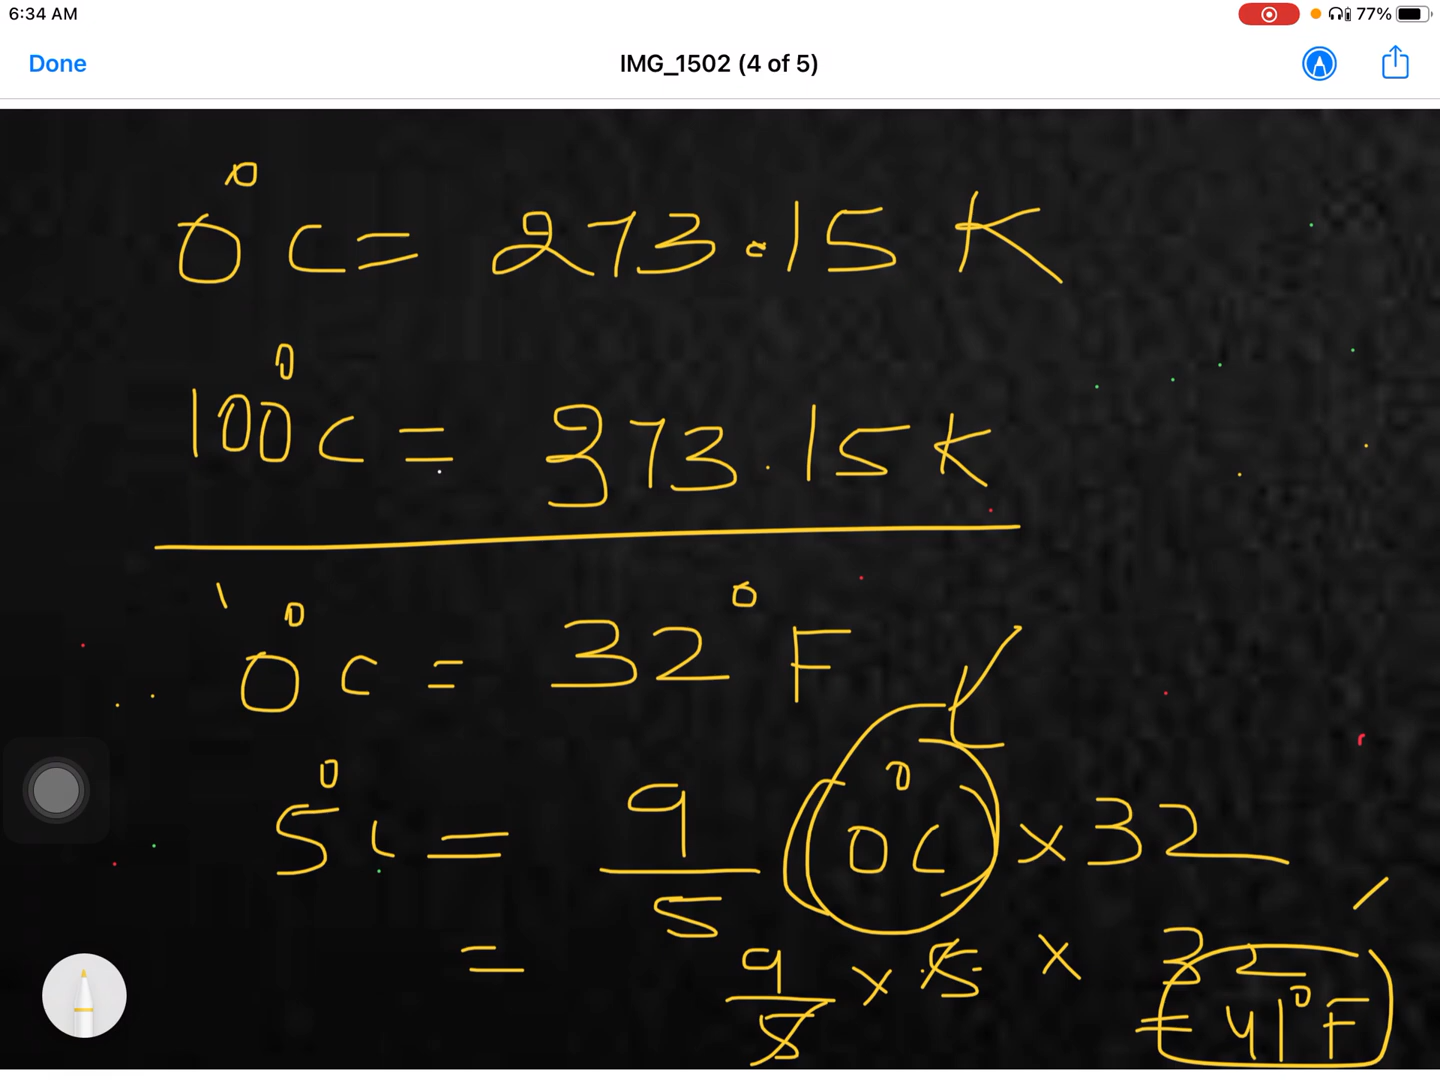 6:34 AM 77%
Done IMG_1502 (4 of 5)
0°C = 273.15 K
100°C = 373.15 K
0°C = 32°F
5°C = 9/5 (0°C) × 32
= 9/5 × 5 × 32
= 41°F